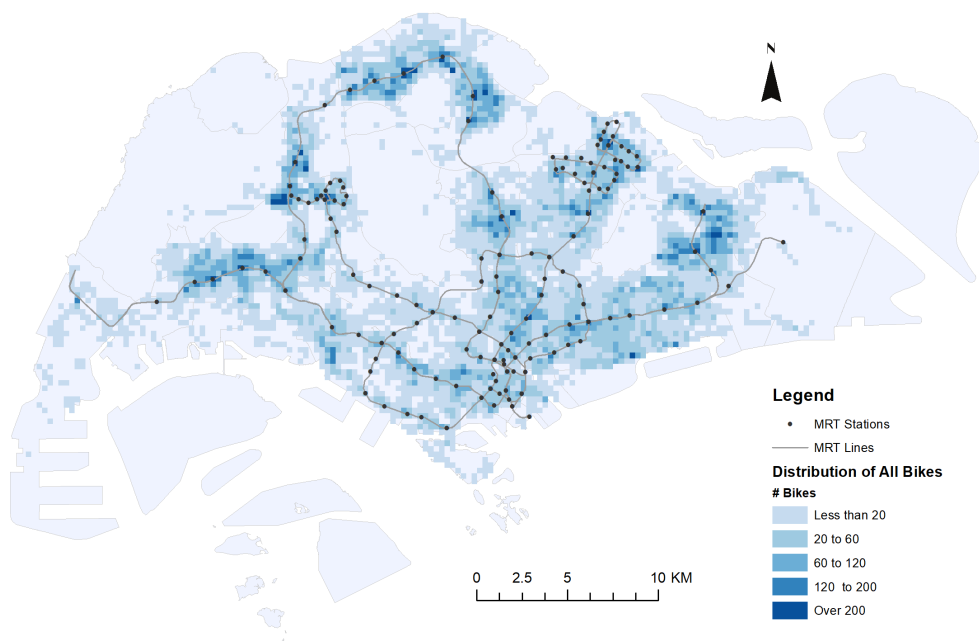 N
Legend
MRT Stations
MRT Lines
Distribution of All Bikes
# Bikes
Less than 20
20 to 60
60 to 120
120 to 200
Over 200
0 2.5 5 10 KM